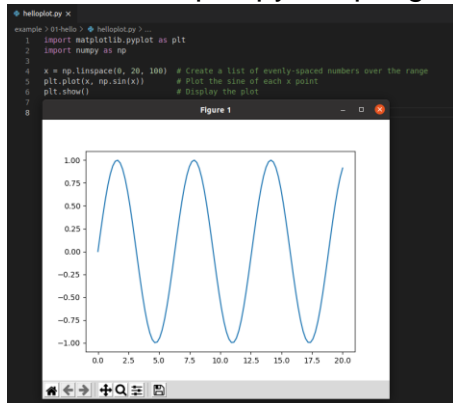 helloplot.py ×
example > 01-hello > helloplot.py > ...
1 import matplotlib.pyplot as plt
2 import numpy as np
3
4 x = np.linspace(0, 20, 100) # Create a list of evenly-spaced numbers over the range
5 plt.plot(x, np.sin(x)) # Plot the sine of each x point
6 plt.show() # Display the plot
7
8
Figure 1
1.00
0.75
0.50
0.25
0.00
−0.25
−0.50
−0.75
−1.00
0.0 2.5 5.0 7.5 10.0 12.5 15.0 17.5 20.0